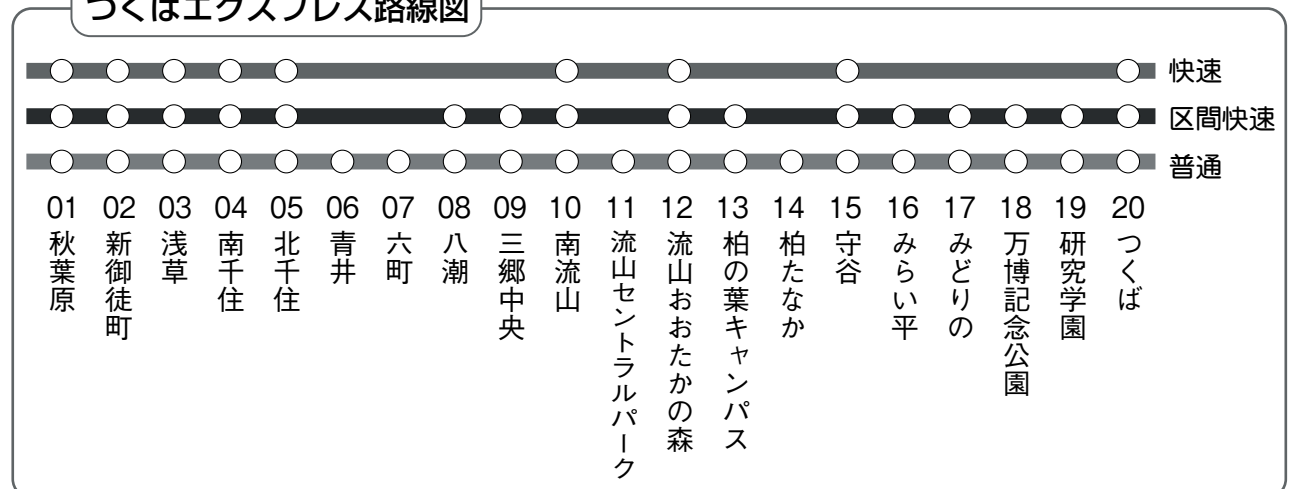 つくばエクスプレス路線図
快速
区間快速
普通
01 02 03 04 05 06 07 08 09 10 11 12 13 14 15 16 17 18 19 20
秋葉原
新御徒町
浅草
南千住
北千住
青井
六町
八潮
三郷中央
南流山
流山セントラルパーク
流山おおたかの森
柏の葉キャンパス
柏たなか
守谷
みらい平
みどりの
万博記念公園
研究学園
つくば